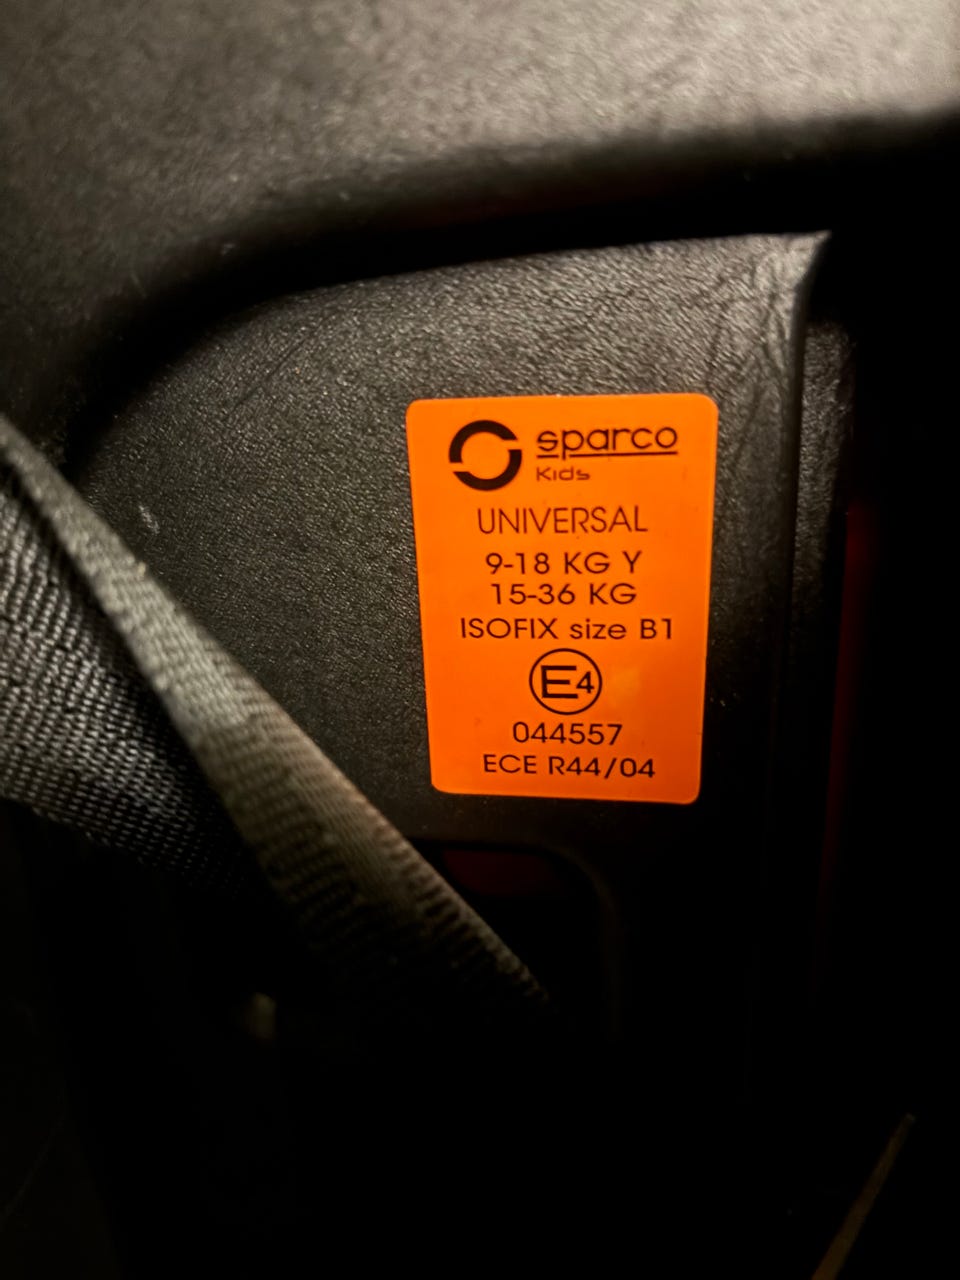 sparco
Kids
UNIVERSAL
9-18 KG Y
15-36 KG
ISOFIX size B1
E4
044557
ECE R44/04